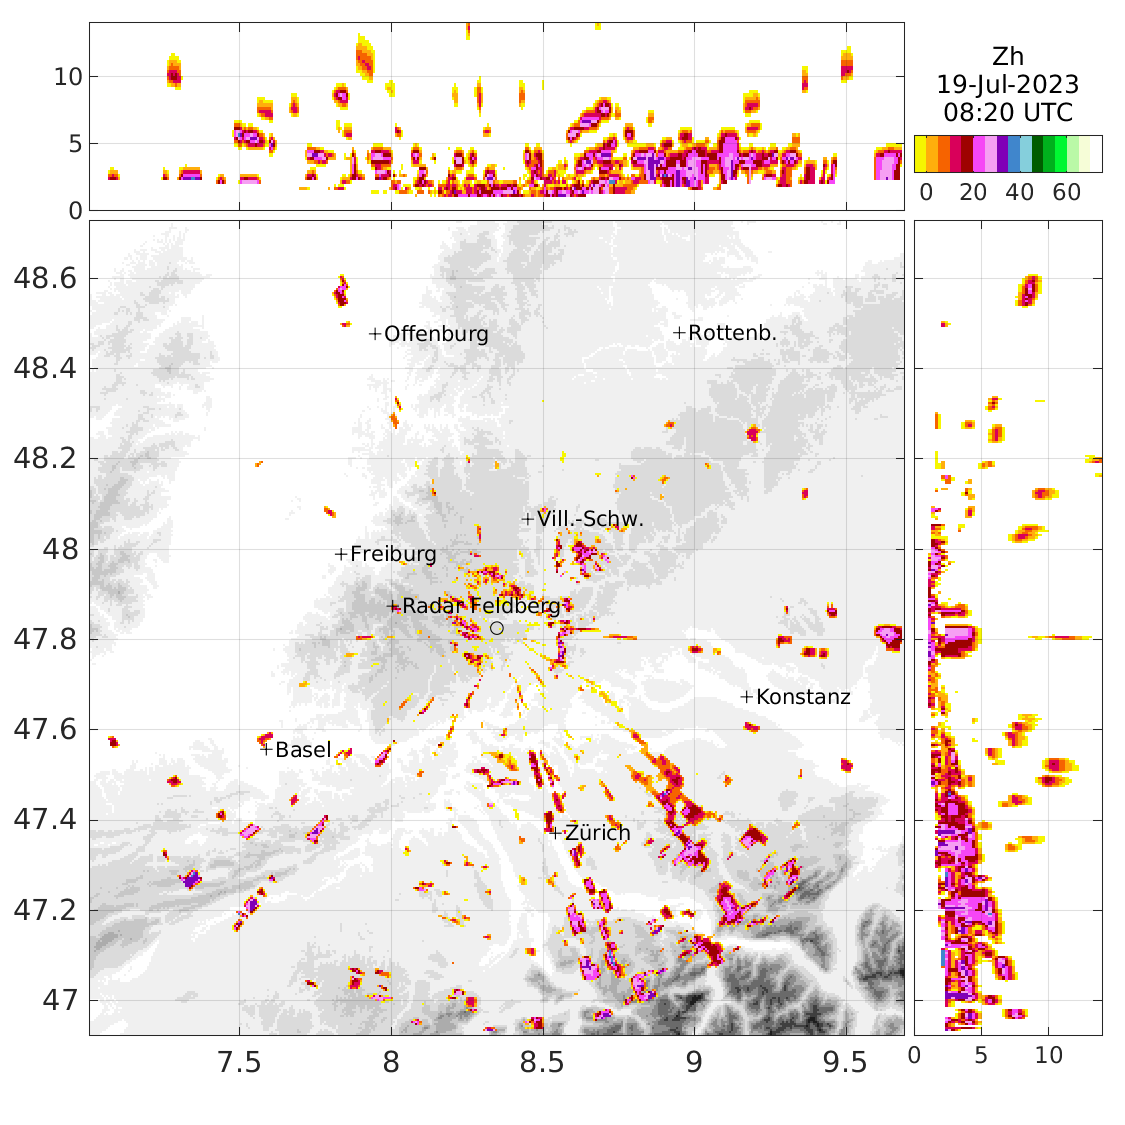 10
5
0
Zh
19-Jul-2023
08:20 UTC
0 20 40 60
48.6
48.4
48.2
48
47.8
47.6
47.4
47.2
47
+Offenburg
+Rottenb.
+Vill.-Schw.
+Freiburg
+Radar Feldberg
+Konstanz
+Basel
+Zürich
7.5 8 8.5 9 9.5
0 5 10